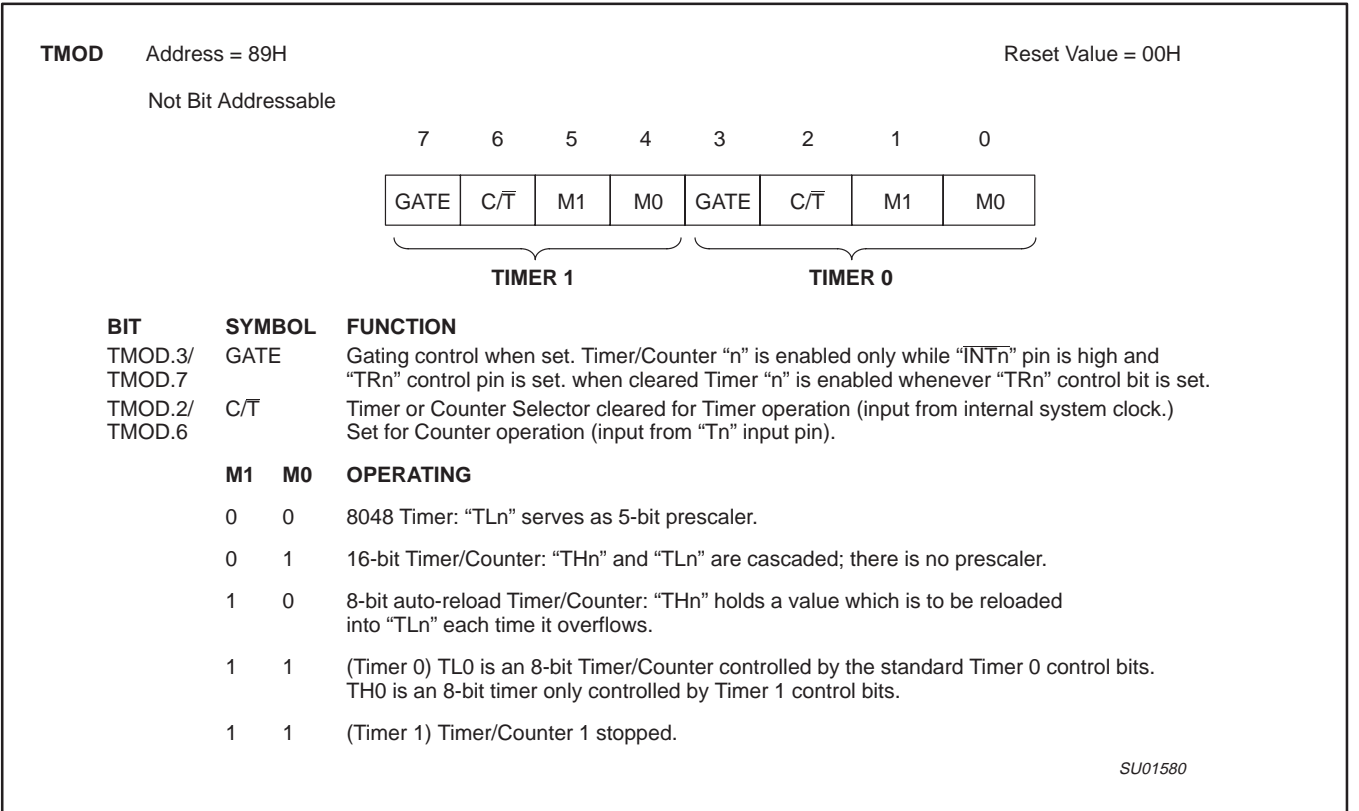 TMOD Address = 89H Reset Value = 00H
Not Bit Addressable
7 6 5 4 3 2 1 0
GATE C/T̅ M1 M0 GATE C/T̅ M1 M0
TIMER 1 TIMER 0
BIT SYMBOL FUNCTION
TMOD.3/ GATE Gating control when set. Timer/Counter “n” is enabled only while “I̅N̅T̅n̅” pin is high and
TMOD.7 “TRn” control pin is set. when cleared Timer “n” is enabled whenever “TRn” control bit is set.
TMOD.2/ C/T̅ Timer or Counter Selector cleared for Timer operation (input from internal system clock.)
TMOD.6 Set for Counter operation (input from “Tn” input pin).
M1 M0 OPERATING
0 0 8048 Timer: “TLn” serves as 5-bit prescaler.
0 1 16-bit Timer/Counter: “THn” and “TLn” are cascaded; there is no prescaler.
1 0 8-bit auto-reload Timer/Counter: “THn” holds a value which is to be reloaded
into “TLn” each time it overflows.
1 1 (Timer 0) TL0 is an 8-bit Timer/Counter controlled by the standard Timer 0 control bits.
TH0 is an 8-bit timer only controlled by Timer 1 control bits.
1 1 (Timer 1) Timer/Counter 1 stopped.
SU01580